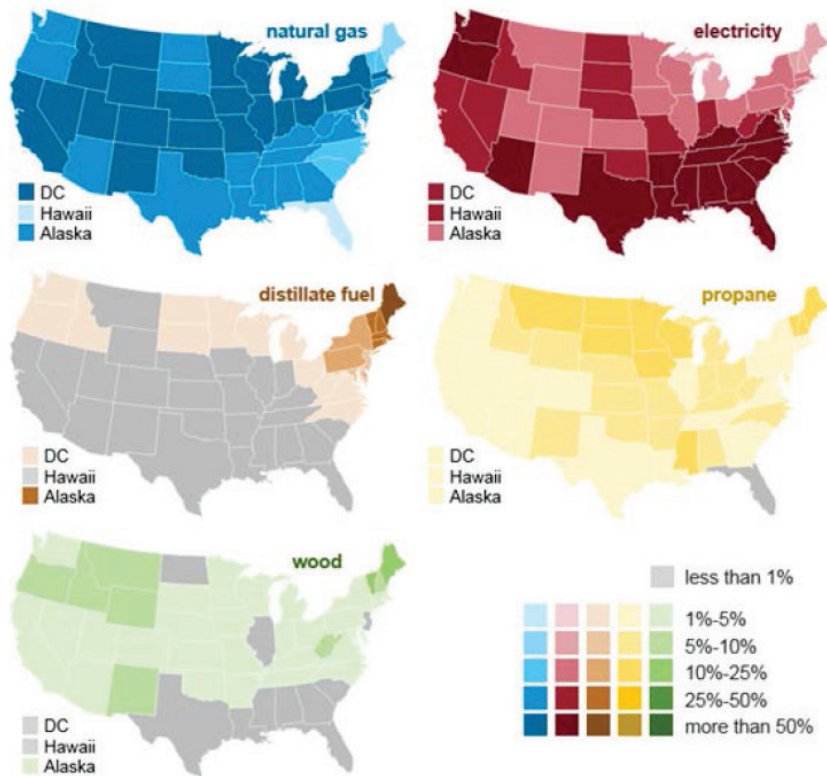 natural gas
DC
Hawaii
Alaska
electricity
DC
Hawaii
Alaska
distillate fuel
DC
Hawaii
Alaska
propane
DC
Hawaii
Alaska
wood
DC
Hawaii
Alaska
less than 1%
1%-5%
5%-10%
10%-25%
25%-50%
more than 50%